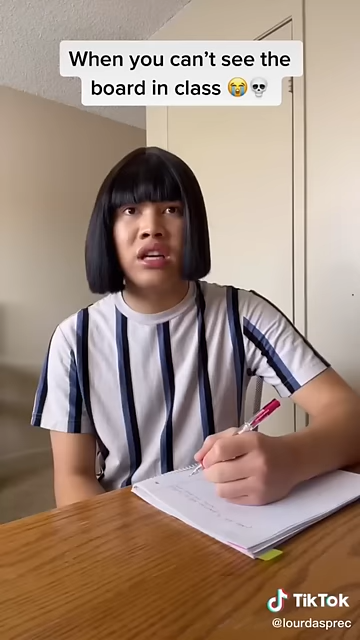 When you can’t see the
board in class 😭💀
TikTok
@lourdasprec